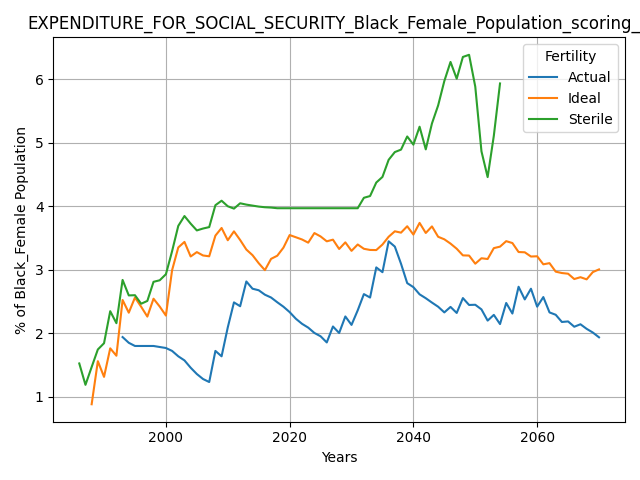 EXPENDITURE_FOR_SOCIAL_SECURITY_Black_Female_Population_scoring_
Fertility
Actual
Ideal
Sterile
% of Black_Female Population
6
5
4
3
2
1
2000 2020 2040 2060
Years